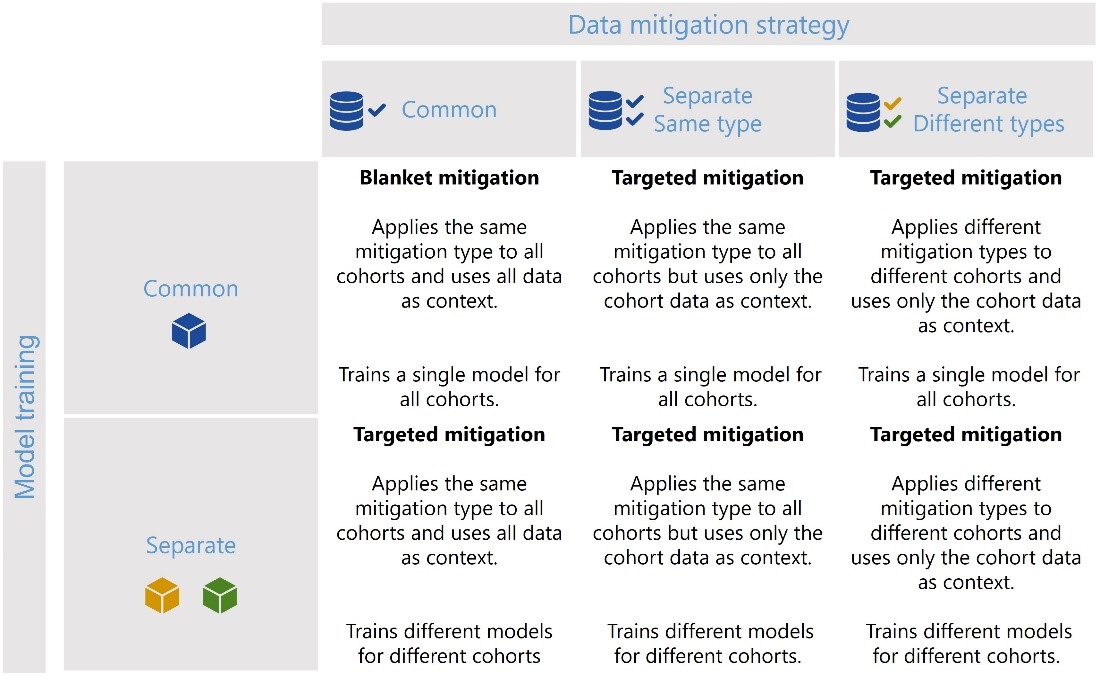 Data mitigation strategy
Common
Separate
Same type
Separate
Different types
Model training
Common
Blanket mitigation
Applies the same
mitigation type to all
cohorts and uses all data
as context.
Trains a single model for
all cohorts.
Targeted mitigation
Applies the same
mitigation type to all
cohorts but uses only the
cohort data as context.
Trains a single model for
all cohorts.
Targeted mitigation
Applies different
mitigation types to
different cohorts and
uses only the cohort data
as context.
Trains a single model for
all cohorts.
Separate
Targeted mitigation
Applies the same
mitigation type to all
cohorts and uses all data
as context.
Trains different models
for different cohorts
Targeted mitigation
Applies the same
mitigation type to all
cohorts but uses only the
cohort data as context.
Trains different models
for different cohorts.
Targeted mitigation
Applies different
mitigation types to
different cohorts and
uses only the cohort data
as context.
Trains different models
for different cohorts.